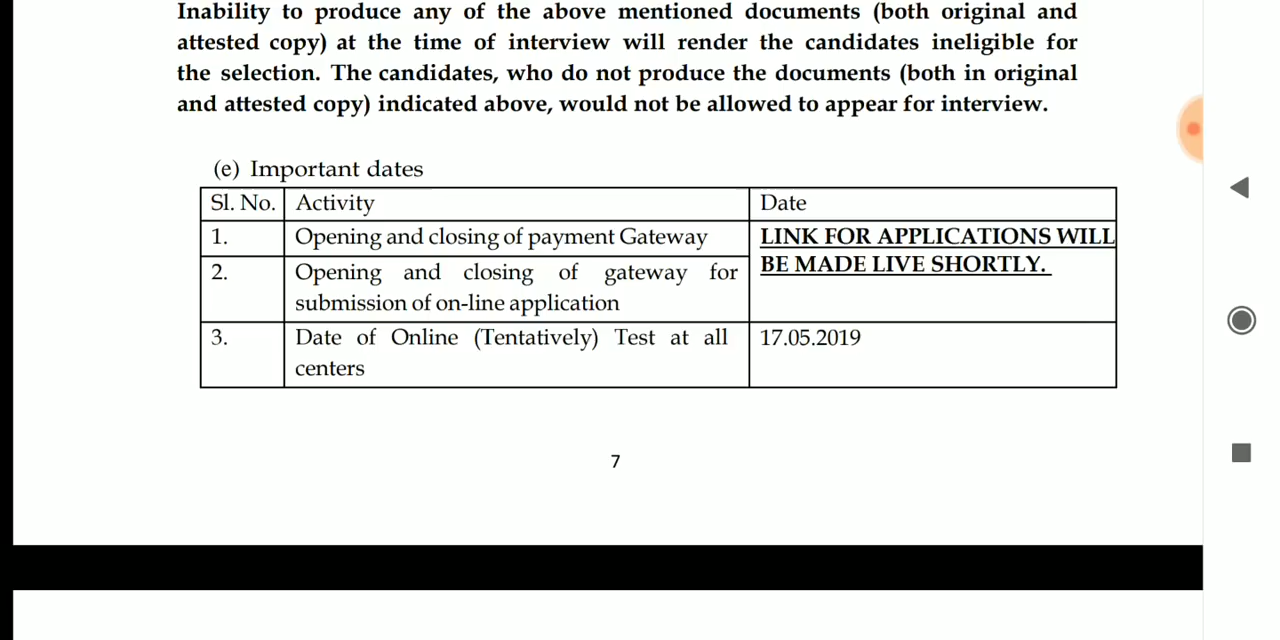 Inability to produce any of the above mentioned documents (both original and
attested copy) at the time of interview will render the candidates ineligible for
the selection. The candidates, who do not produce the documents (both in original
and attested copy) indicated above, would not be allowed to appear for interview.
(e) Important dates
Sl. No. Activity Date
1. Opening and closing of payment Gateway LINK FOR APPLICATIONS WILL
BE MADE LIVE SHORTLY.
2. Opening and closing of gateway for
submission of on-line application
3. Date of Online (Tentatively) Test at all 17.05.2019
centers
7